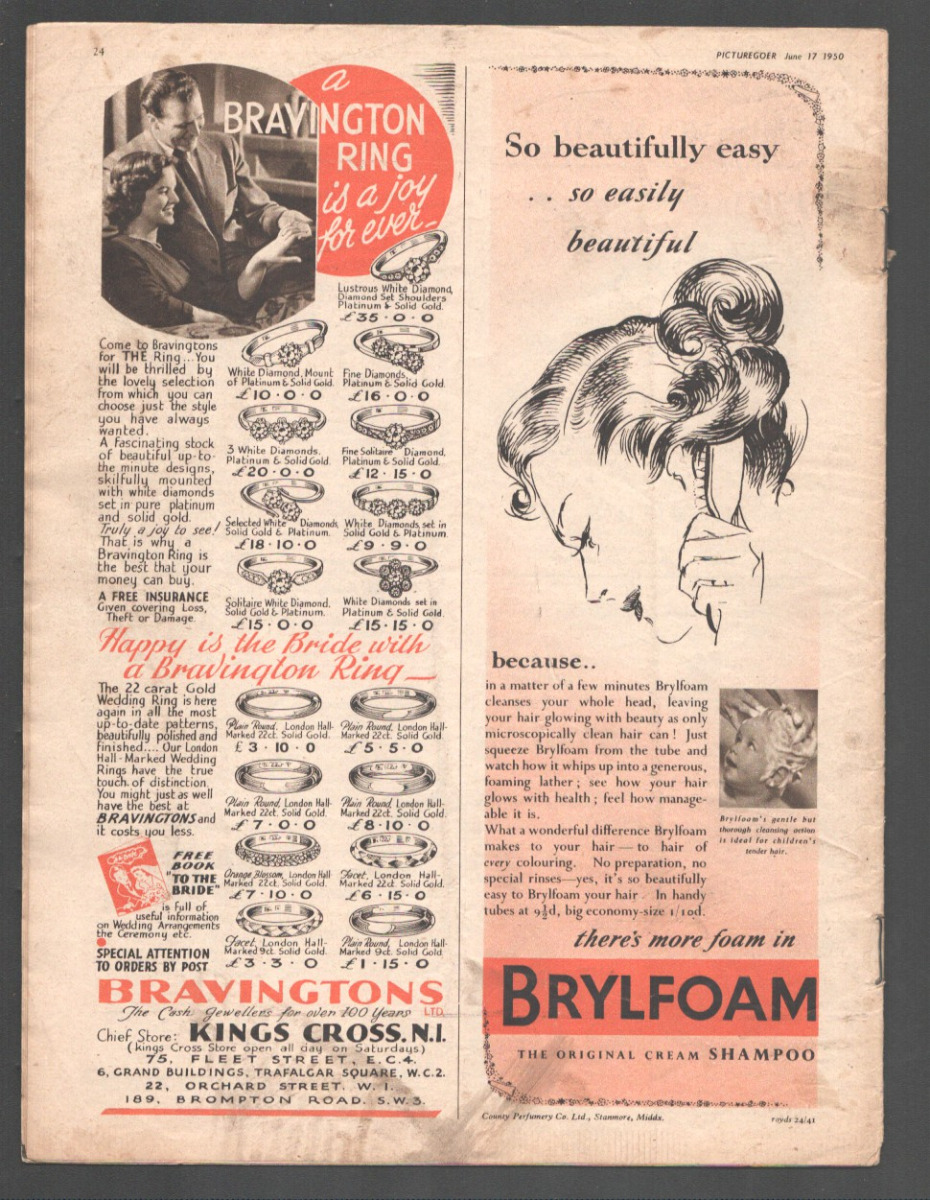 24
PICTUREGOER June 17 1950
a
BRAVINGTON
RING
is a joy
for ever—
Lustrous White Diamond,
Diamond Set Shoulders
Platinum & Solid Gold.
£35·0·0
Come to Bravingtons
for THE Ring...You
will be thrilled by
the lovely selection
from which you can
choose just the style
you have always
wanted.
A fascinating stock
of beautiful up-to-
the minute designs,
skilfully mounted
with white diamonds
set in pure platinum
and solid gold.
Truly a joy to see!
That is why a
Bravington Ring is
the best that your
money can buy.
A FREE INSURANCE
Given covering Loss,
Theft or Damage.
White Diamond, Mount
of Platinum & Solid Gold.
£10·0·0
Fine Diamonds,
Platinum & Solid Gold.
£16·0·0
3 White Diamonds.
Platinum & Solid Gold.
£20·0·0
Fine Solitaire Diamond,
Platinum & Solid Gold.
£12·15·0
Selected White Diamonds
Solid Gold & Platinum.
£18·10·0
White Diamonds, set in
Solid Gold & Platinum.
£9·9·0
Solitaire White Diamond.
Solid Gold & Platinum.
£15·0·0
White Diamonds set in
Platinum & Solid Gold.
£15·15·0
Happy is the Bride with
a Bravington Ring—
The 22 carat Gold
Wedding Ring is here
again in all the most
up-to-date patterns,
beautifully polished and
finished.... Our London
Hall-Marked Wedding
Rings have the true
touch of distinction.
You might just as well
have the best at
BRAVINGTONS and
it costs you less.
FREE
BOOK
"TO THE
BRIDE"
is full of
useful information
on Wedding Arrangements
the Ceremony etc.
SPECIAL ATTENTION
TO ORDERS BY POST
Plain Round, London Hall-
Marked 22ct. Solid Gold.
£3·10·0
Plain Round, London Hall-
Marked 22ct. Solid Gold.
£5·5·0
Plain Round, London Hall-
Marked 22ct. Solid Gold.
£7·0·0
Plain Round, London Hall-
Marked 22ct. Solid Gold.
£8·10·0
Orange Blossom, London Hall-
Marked 22ct. Solid Gold.
£7·10·0
Facet, London Hall-
Marked 22ct. Solid Gold.
£6·15·0
Facet, London Hall-
Marked 9ct. Solid Gold.
£3·3·0
Plain Round, London Hall-
Marked 9ct. Solid Gold.
£1·15·0
BRAVINGTONS LTD.
The Cash Jewellers for over 100 Years
Chief Store: KINGS CROSS. N.I.
(Kings Cross Store open all day on Saturdays)
75, FLEET STREET, E.C.4.
6, GRAND BUILDINGS, TRAFALGAR SQUARE, W.C.2.
22, ORCHARD STREET. W.I..
189, BROMPTON ROAD. S.W.3.
So beautifully easy
. . so easily
beautiful
because..
in a matter of a few minutes Brylfoam
cleanses your whole head, leaving
your hair glowing with beauty as only
microscopically clean hair can ! Just
squeeze Brylfoam from the tube and
watch how it whips up into a generous,
foaming lather ; see how your hair
glows with health ; feel how manage-
able it is.
What a wonderful difference Brylfoam
makes to your hair — to hair of
every colouring. No preparation, no
special rinses—yes, it's so beautifully
easy to Brylfoam your hair. In handy
tubes at 9½d, big economy-size 1/10d.
Brylfoam's gentle but
thorough cleansing action
is ideal for children's
tender hair.
there's more foam in
BRYLFOAM
THE ORIGINAL CREAM SHAMPOO
County Perfumery Co. Ltd., Stanmore, Middx.
royds 24/41